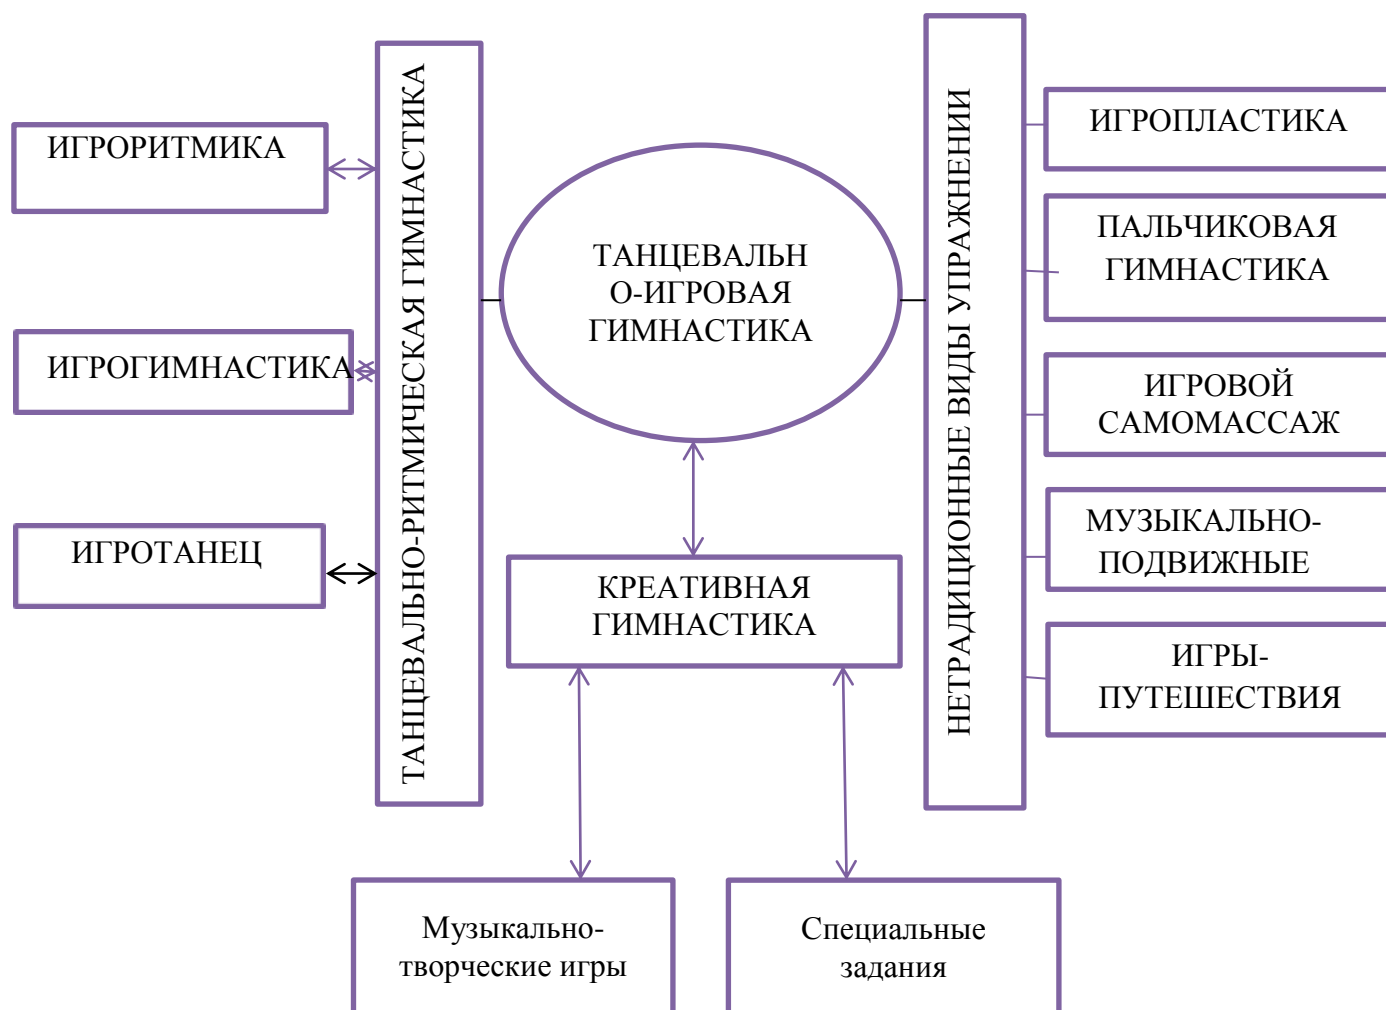 ИГРОРИТМИКА
ИГРОГИМНАСТИКА
ИГРОТАНЕЦ
ТАНЦЕВАЛЬНО-РИТМИЧЕСКАЯ ГИМНАСТИКА
ТАНЦЕВАЛЬН
О-ИГРОВАЯ
ГИМНАСТИКА
КРЕАТИВНАЯ
ГИМНАСТИКА
Музыкально-
творческие игры
Специальные
задания
НЕТРАДИЦИОННЫЕ ВИДЫ УПРАЖНЕНИИ
ИГРОПЛАСТИКА
ПАЛЬЧИКОВАЯ
ГИМНАСТИКА
ИГРОВОЙ
САМОМАССАЖ
МУЗЫКАЛЬНО-
ПОДВИЖНЫЕ
ИГРЫ-
ПУТЕШЕСТВИЯ